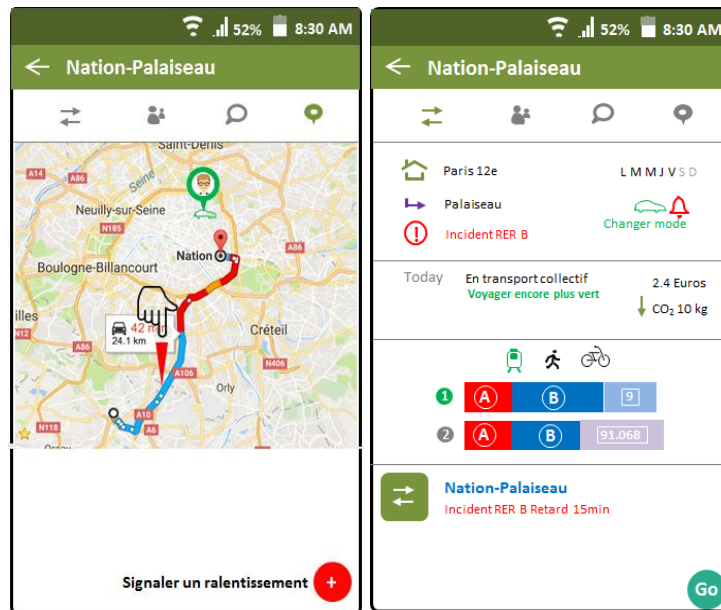 52% 8:30 AM
Nation-Palaiseau
Saint-Denis
A14
A86
Seine
Neuilly-sur-Seine
N185
A86
Nation
Boulogne-Billancourt
illes
N12
42
24.1 km
Créteil
A86
A106
N406
Orly
A10
N118
A6
Signaler un ralentissement +
52% 8:30 AM
Nation-Palaiseau
Paris 12e L M M J V S D
Palaiseau
Changer mode
Incident RER B
Today En transport collectif 2.4 Euros
Voyager encore plus vert
CO₂ 10 kg
1 A B 9
2 A B 91.06B
Nation-Palaiseau
Incident RER B Retard 15min
Go